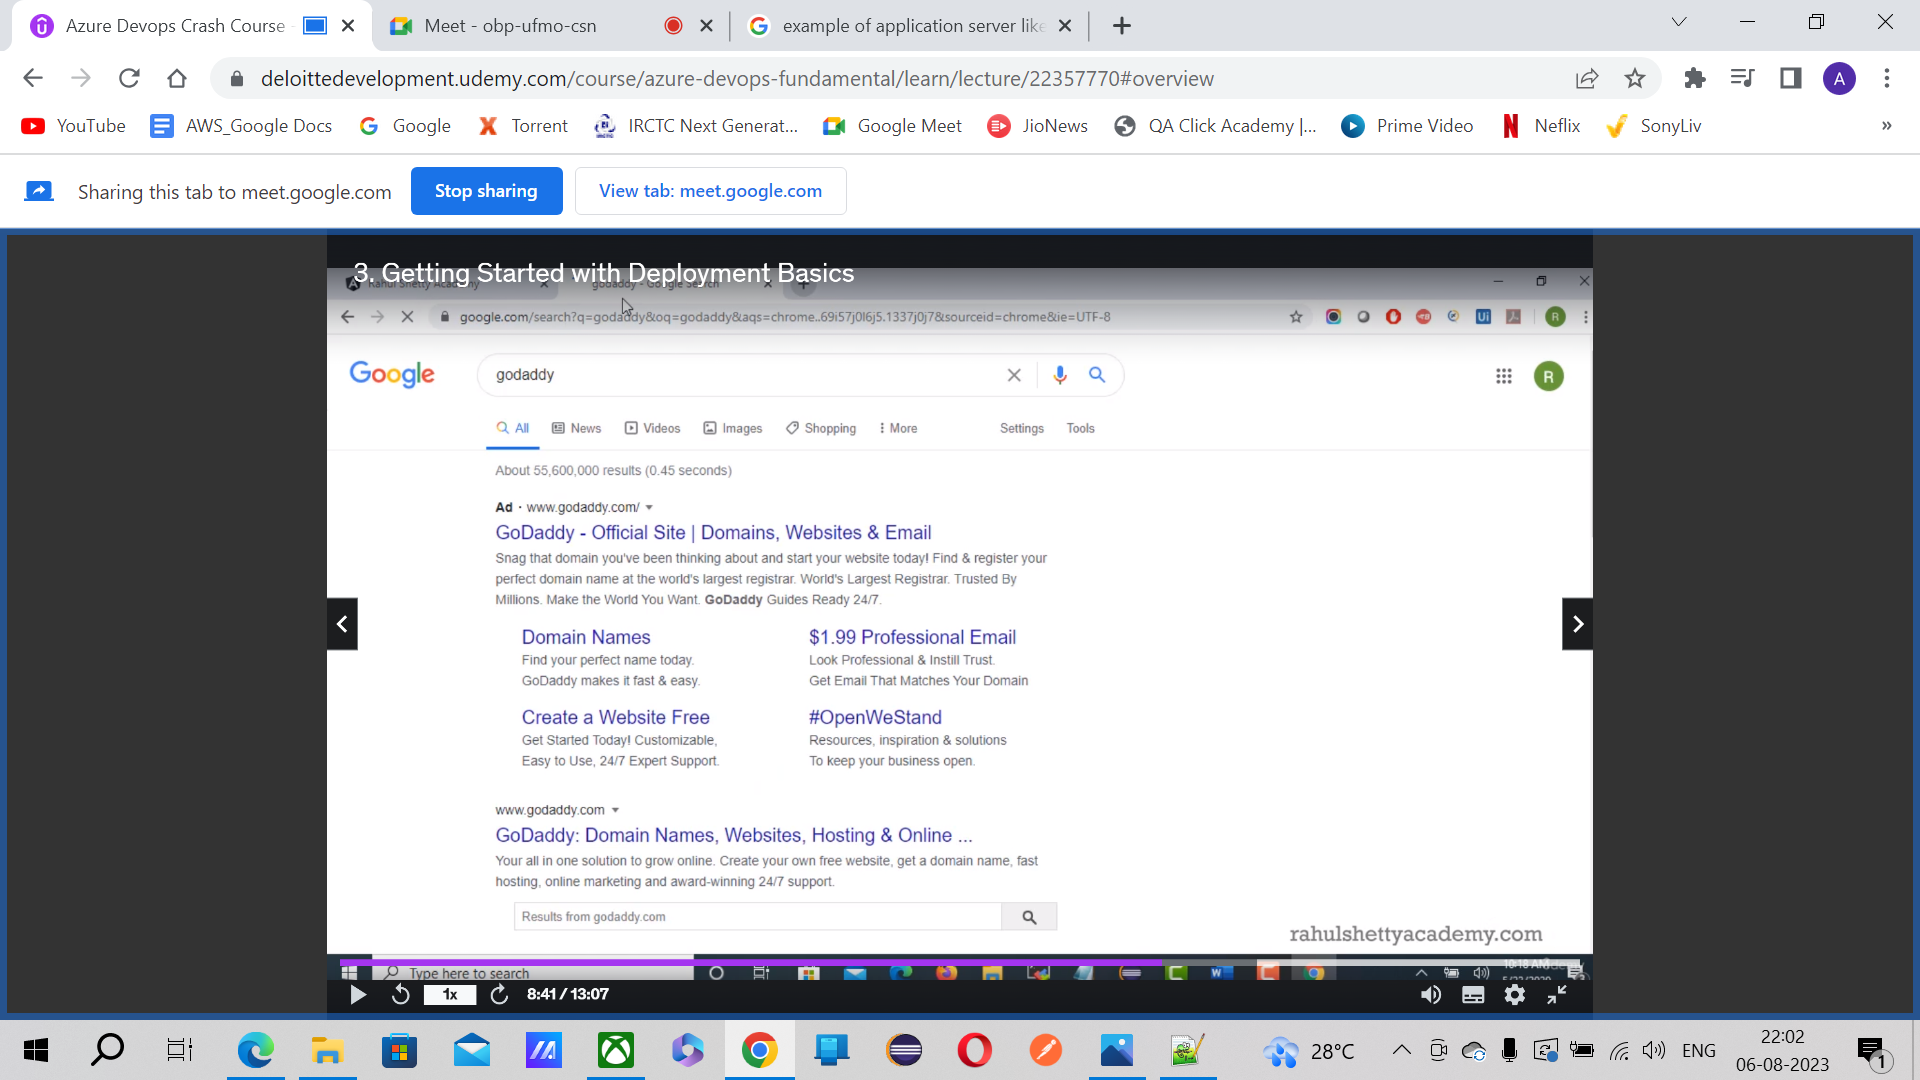 Azure Devops Crash Course
Meet - obp-ufmo-csn
example of application server like
deloittedevelopment.udemy.com/course/azure-devops-fundamental/learn/lecture/22357770#overview
A
YouTube
AWS_Google Docs
Google
Torrent
IRCTC Next Generat...
Google Meet
JioNews
QA Click Academy |...
Prime Video
Neflix
SonyLiv
»
Sharing this tab to meet.google.com
Stop sharing
View tab: meet.google.com
3. Getting Started with Deployment Basics
Rahul Shetty Academy
godaddy - Google Search
google.com/search?q=godaddy&oq=godaddy&aqs=chrome..69i57j0l6j5.1337j0j7&sourceid=chrome&ie=UTF-8
R
Google
godaddy
R
All
News
Videos
Images
Shopping
More
Settings
Tools
About 55,600,000 results (0.45 seconds)
Ad · www.godaddy.com/
GoDaddy - Official Site | Domains, Websites & Email
Snag that domain you've been thinking about and start your website today! Find & register your
perfect domain name at the world's largest registrar. World's Largest Registrar. Trusted By
Millions. Make the World You Want. GoDaddy Guides Ready 24/7.
Domain Names
Find your perfect name today.
GoDaddy makes it fast & easy.
$1.99 Professional Email
Look Professional & Instill Trust.
Get Email That Matches Your Domain
Create a Website Free
Get Started Today! Customizable,
Easy to Use, 24/7 Expert Support.
#OpenWeStand
Resources, inspiration & solutions
To keep your business open.
www.godaddy.com
GoDaddy: Domain Names, Websites, Hosting & Online ...
Your all in one solution to grow online. Create your own free website, get a domain name, fast
hosting, online marketing and award-winning 24/7 support.
Results from godaddy.com
rahulshettyacademy.com
Type here to search
10:18 AM
1x
8:41 / 13:07
28°C
ENG
22:02
06-08-2023
1